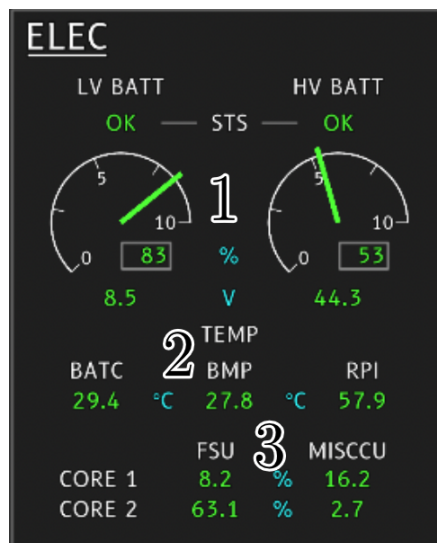 ELEC
LV BATT HV BATT
OK STS OK
5 5
1
10 10
0 83 % 0 53
8.5 V 44.3
TEMP
2
BATC BMP RPI
29.4 °C 27.8 °C 57.9
3
FSU MISCCU
CORE 1 8.2 % 16.2
CORE 2 63.1 % 2.7